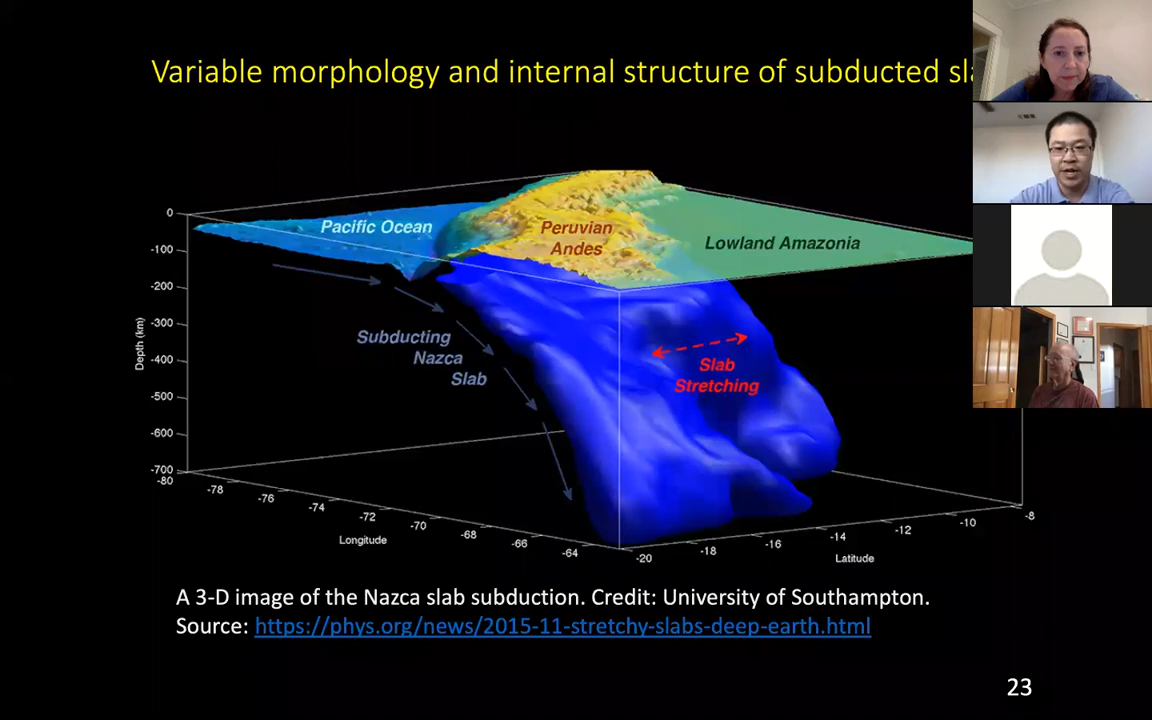 Variable morphology and internal structure of subducted
0
-100
-200
-300
-400
-500
-600
-700
Depth (km)
Pacific Ocean
Peruvian
Andes
Lowland Amazonia
Subducting
Nazca
Slab
Slab
Stretching
-80
-78
-76
-74
-72
-70
-68
-66
-64
Longitude
-20
-18
-16
-14
-12
-10
-8
Latitude
A 3-D image of the Nazca slab subduction. Credit: University of Southampton.
Source: https://phys.org/news/2015-11-stretchy-slabs-deep-earth.html
23